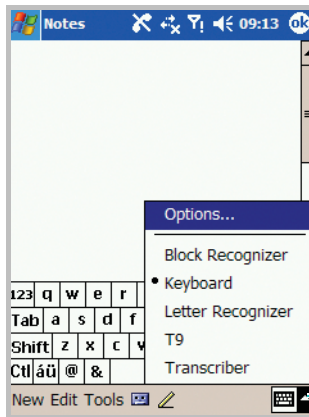 Notes 09:13 ok
Options...
Block Recognizer
Keyboard
Letter Recognizer
T9
Transcriber
123 q w e r
Tab a s d f
Shift z x c v
Ctl áü @ &
New Edit Tools